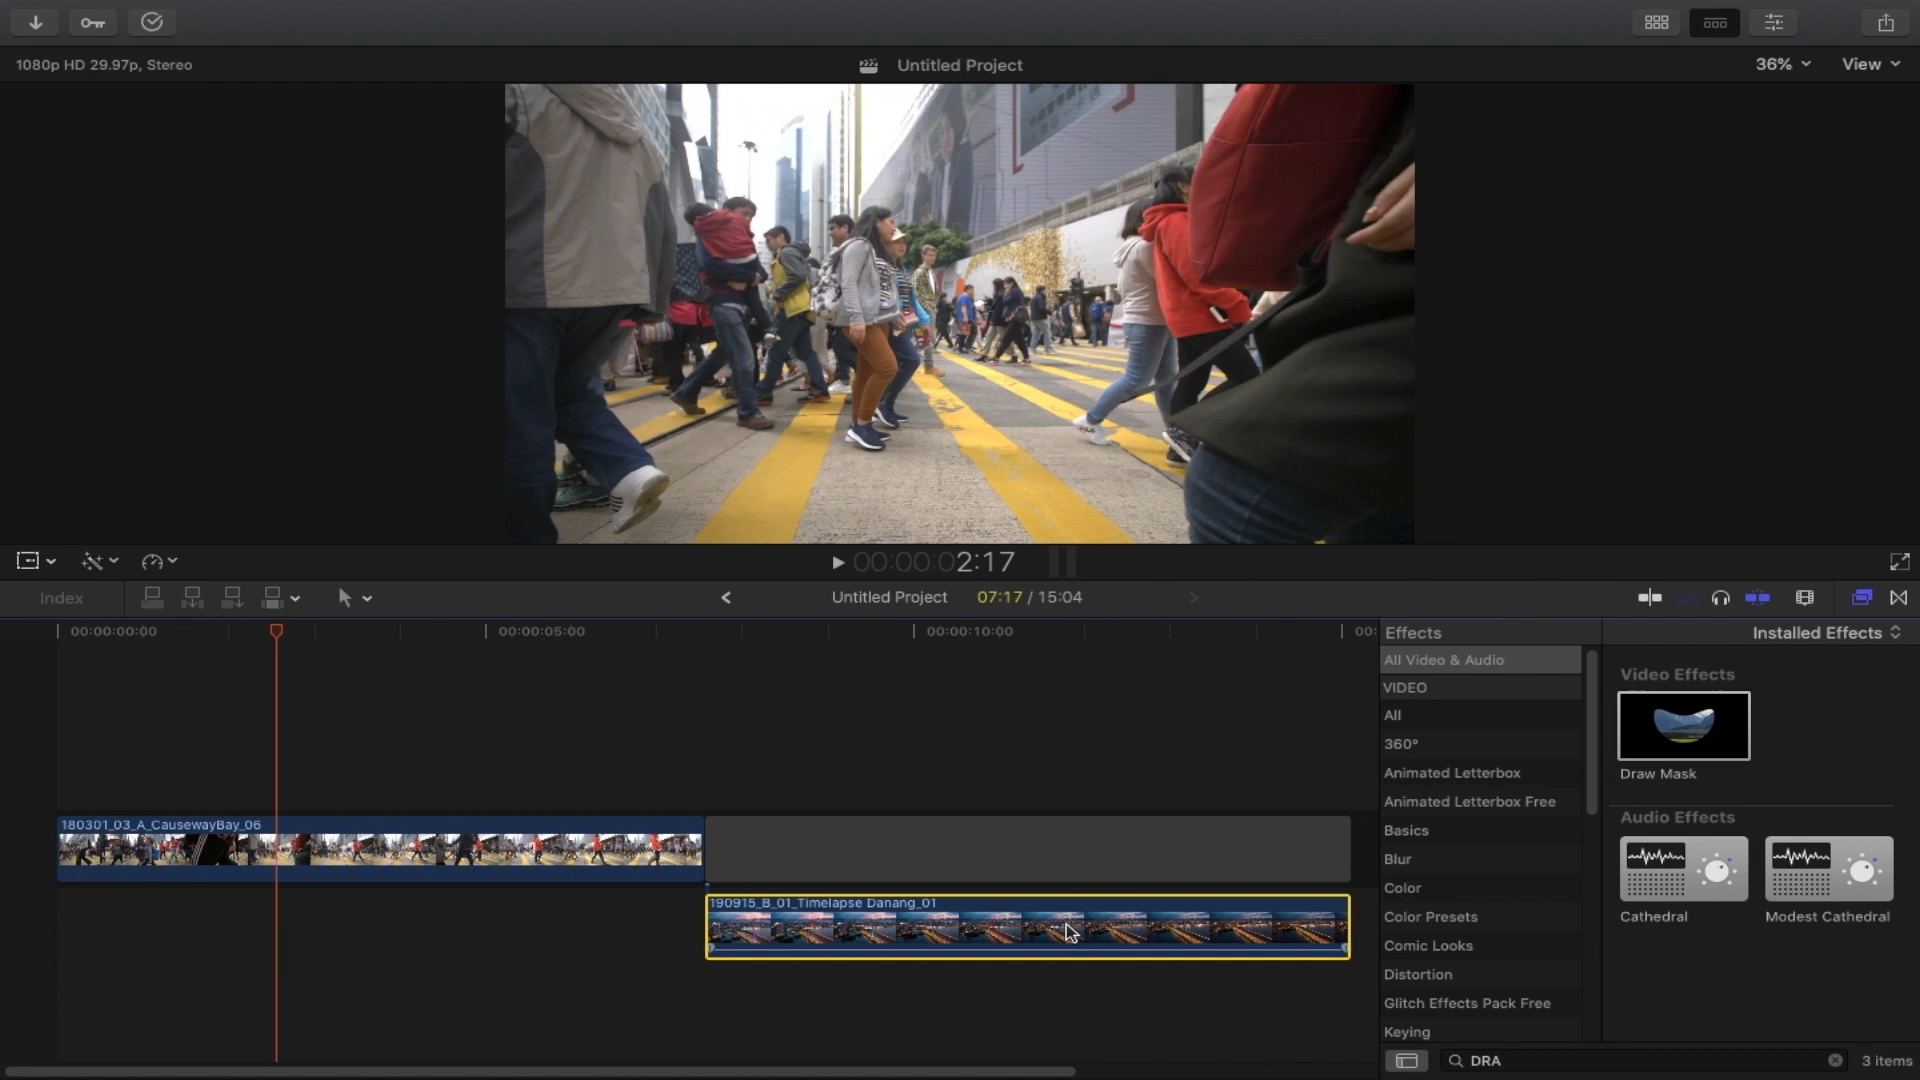 1080p HD 29.97p, Stereo
Untitled Project
36%
View
00:00:02:17
Index
Untitled Project
07:17 / 15:04
00:00:00:00
00:00:05:00
00:00:10:00
00:
Effects
Installed Effects
All Video & Audio
VIDEO
All
360°
Animated Letterbox
Animated Letterbox Free
Basics
Blur
Color
Color Presets
Comic Looks
Distortion
Glitch Effects Pack Free
Keying
Video Effects
Draw Mask
Audio Effects
Cathedral
Modest Cathedral
180301_03_A_CausewayBay_06
190915_B_01_Timelapse Danang_01
DRA
3 items